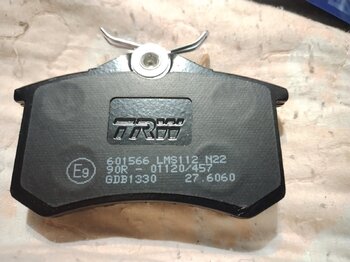 TRW
601566 LMS112 N22
E9 90R - 01120/457
GDB1330 27.6060